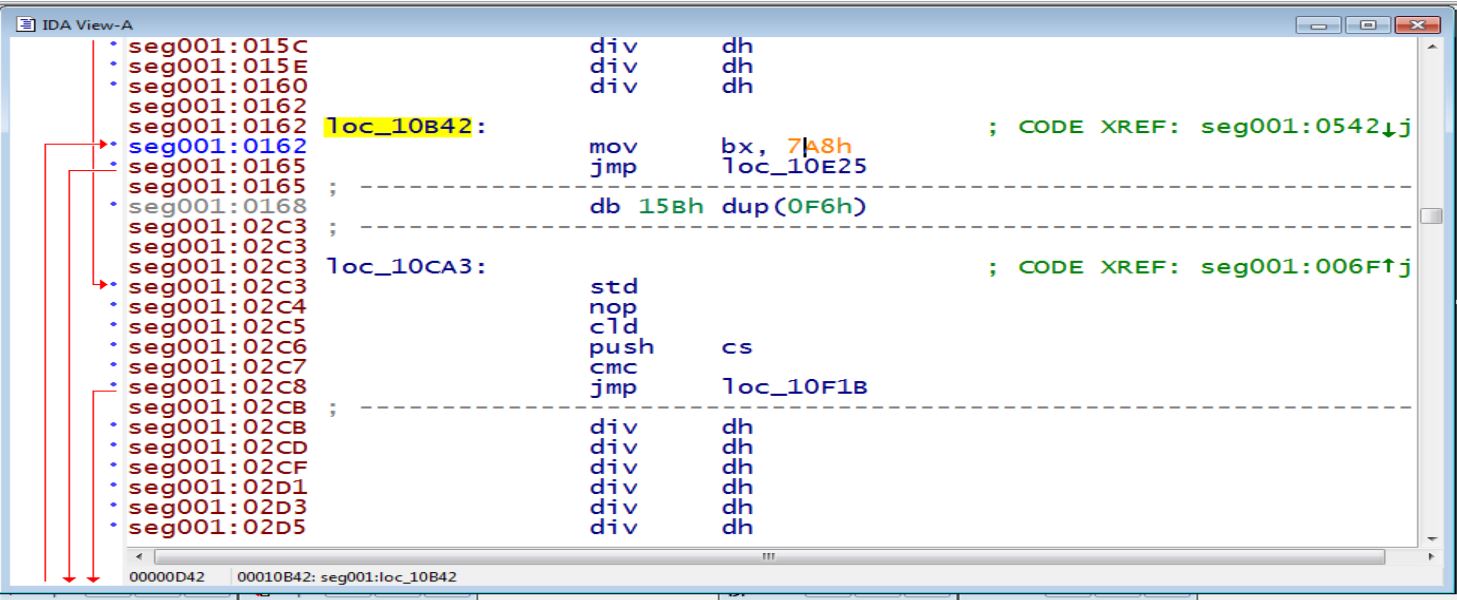 IDA View-A
seg001:015C div dh
seg001:015E div dh
seg001:0160 div dh
seg001:0162
seg001:0162 loc_10B42: ; CODE XREF: seg001:0542↓j
seg001:0162 mov bx, 7A8h
seg001:0165 jmp loc_10E25
seg001:0165 ; ---------------------------------------------------------------------------
seg001:0168 db 15Bh dup(0F6h)
seg001:02C3 ; ---------------------------------------------------------------------------
seg001:02C3
seg001:02C3 loc_10CA3: ; CODE XREF: seg001:006F↑j
seg001:02C3 std
seg001:02C4 nop
seg001:02C5 cld
seg001:02C6 push cs
seg001:02C7 cmc
seg001:02C8 jmp loc_10F1B
seg001:02CB ; ---------------------------------------------------------------------------
seg001:02CB div dh
seg001:02CD div dh
seg001:02CF div dh
seg001:02D1 div dh
seg001:02D3 div dh
seg001:02D5 div dh
00000D42 00010B42: seg001:loc_10B42